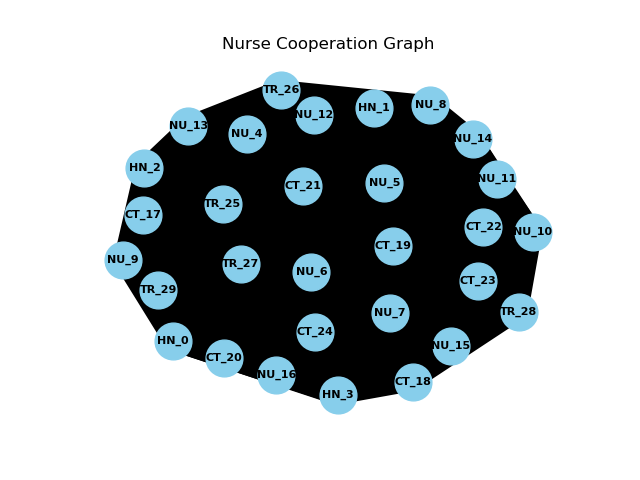 Nurse Cooperation Graph
TR_26
HN_1
NU_8
NU_12
NU_13
NU_4
NU_14
HN_2
NU_11
CT_21
NU_5
TR_25
CT_17
CT_22
NU_10
CT_19
NU_9
TR_27
NU_6
CT_23
TR_29
TR_28
NU_7
CT_24
HN_0
NU_15
CT_20
NU_16
CT_18
HN_3